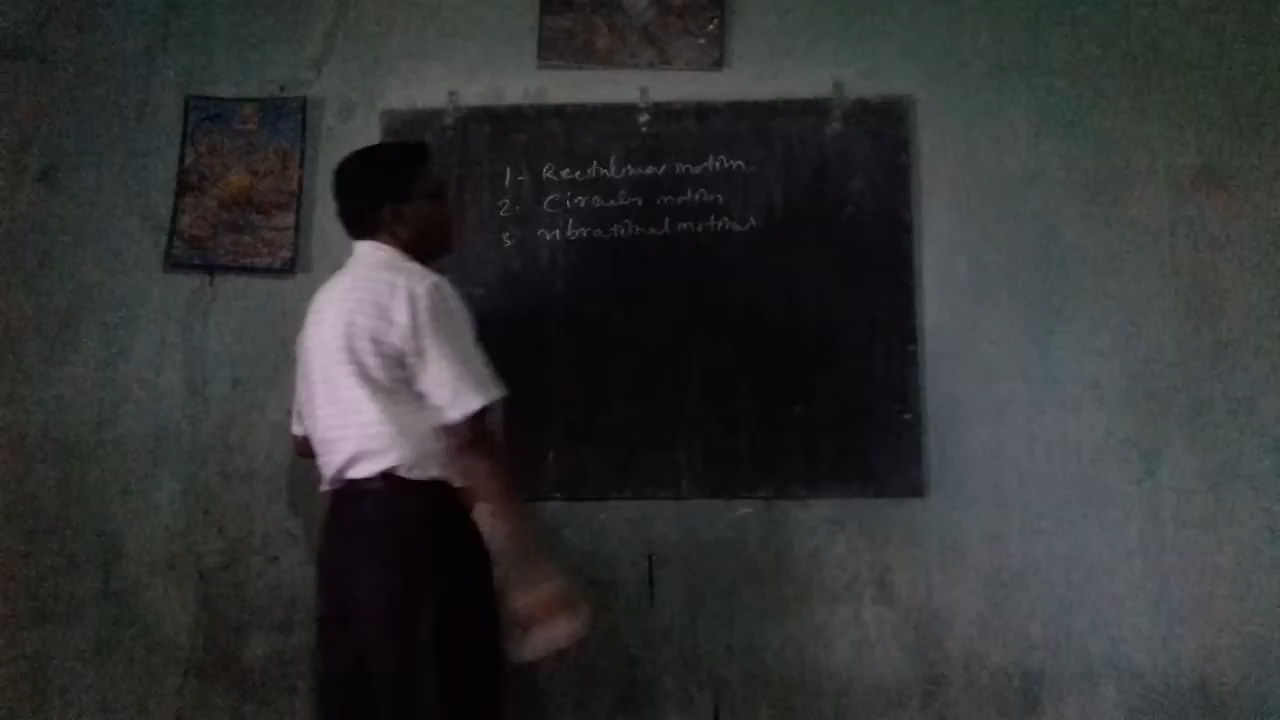 1- Rectilinear motion
2. Circular motion
3. vibrational motion